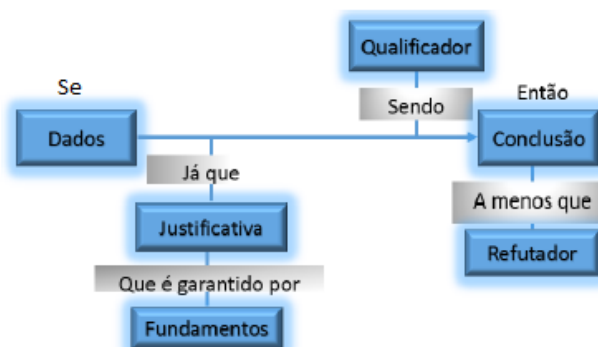 Qualificador
Se
Sendo
Então
Dados
Conclusão
Já que
A menos que
Justificativa
Refutador
Que é garantido por
Fundamentos